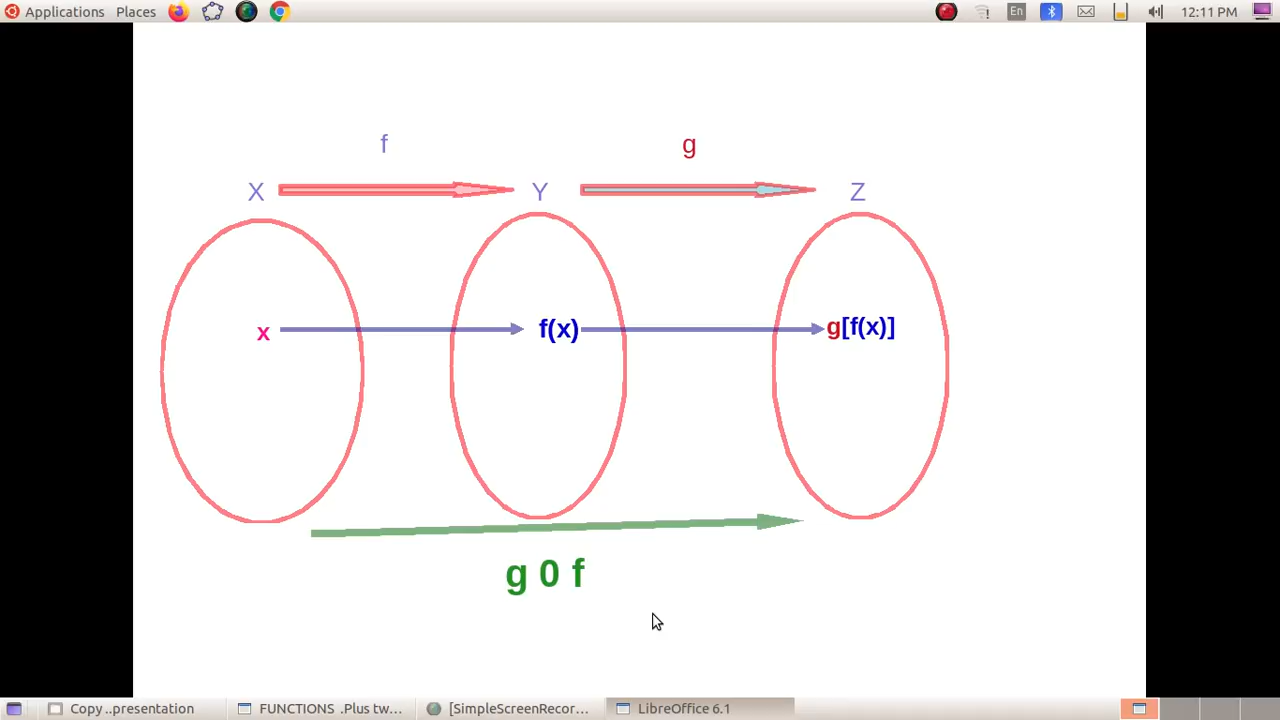 Applications Places En 12:11 PM
f g
X Y Z
x f(x) g[f(x)]
g 0 f
Copy ..presentation FUNCTIONS .Plus tw... [SimpleScreenRecor... LibreOffice 6.1